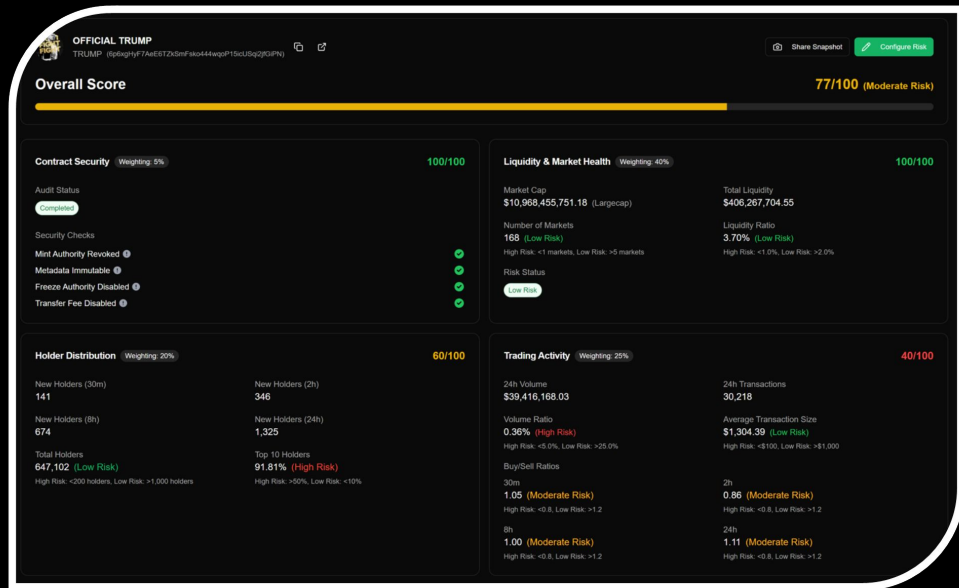 OFFICIAL TRUMP
TRUMP (6p6xgHyF7AeE6TZkSmFsko444wqoP15icUSqi2jfGiPN)
Share Snapshot
Configure Risk
Overall Score
77/100 (Moderate Risk)
Contract Security Weighting: 5% 100/100
Audit Status
Completed
Security Checks
Mint Authority Revoked
Metadata Immutable
Freeze Authority Disabled
Transfer Fee Disabled
Liquidity & Market Health Weighting: 40% 100/100
Market Cap
$10,968,455,751.18 (Largecap)
Total Liquidity
$406,267,704.55
Number of Markets
168 (Low Risk)
High Risk: <1 markets, Low Risk: >5 markets
Liquidity Ratio
3.70% (Low Risk)
High Risk: <1.0%, Low Risk: >2.0%
Risk Status
Low Risk
Holder Distribution Weighting: 20% 60/100
New Holders (30m)
141
New Holders (2h)
346
New Holders (8h)
674
New Holders (24h)
1,325
Total Holders
647,102 (Low Risk)
High Risk: <200 holders, Low Risk: >1,000 holders
Top 10 Holders
91.81% (High Risk)
High Risk: >50%, Low Risk: <10%
Trading Activity Weighting: 25% 40/100
24h Volume
$39,416,168.03
24h Transactions
30,218
Volume Ratio
0.36% (High Risk)
High Risk: <5.0%, Low Risk: >25.0%
Average Transaction Size
$1,304.39 (Low Risk)
High Risk: <$100, Low Risk: >$1,000
Buy/Sell Ratios
30m
1.05 (Moderate Risk)
High Risk: <0.8, Low Risk: >1.2
2h
0.86 (Moderate Risk)
High Risk: <0.8, Low Risk: >1.2
8h
1.00 (Moderate Risk)
High Risk: <0.8, Low Risk: >1.2
24h
1.11 (Moderate Risk)
High Risk: <0.8, Low Risk: >1.2